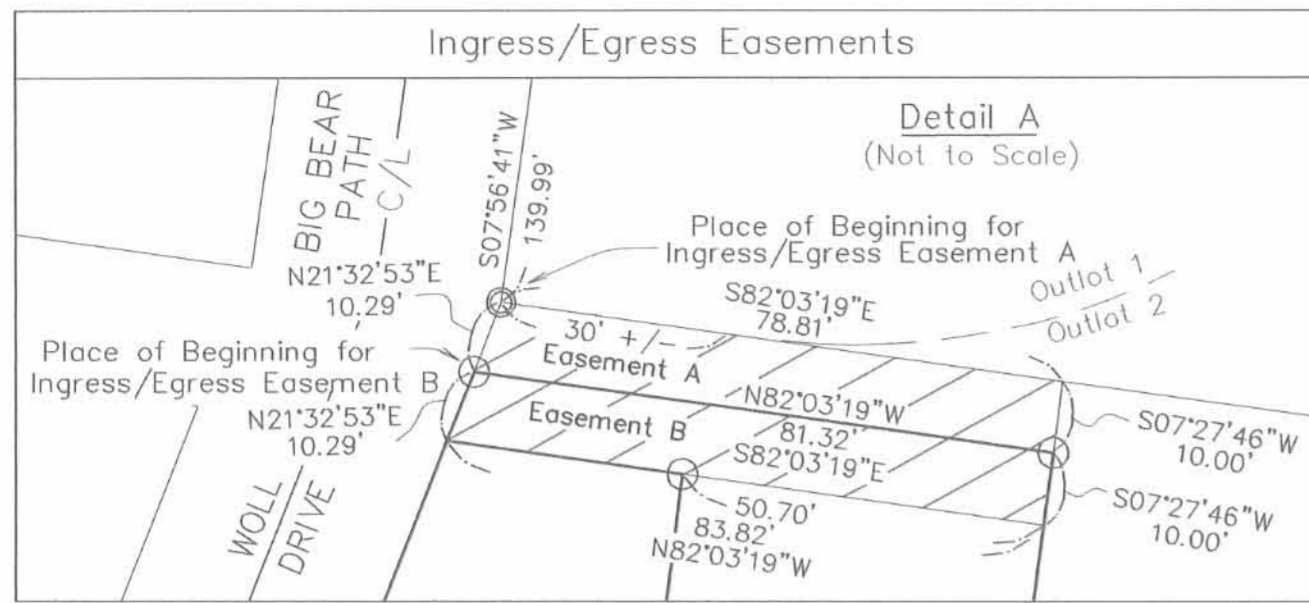 Ingress/Egress Easements
Detail A
(Not to Scale)
BIG BEAR
PATH
C/L
S07°56'41"W
139.99'
Place of Beginning for
Ingress/Egress Easement A
N21°32'53"E
10.29'
S82°03'19"E
78.81'
Outlot 1
Outlot 2
30' +/-
Place of Beginning for
Ingress/Egress Easement B
Easement A
N82°03'19"W
81.32'
S07°27'46"W
10.00'
N21°32'53"E
10.29'
Easement B
S82°03'19"E
S07°27'46"W
10.00'
50.70'
83.82'
N82°03'19"W
WOLL
DRIVE